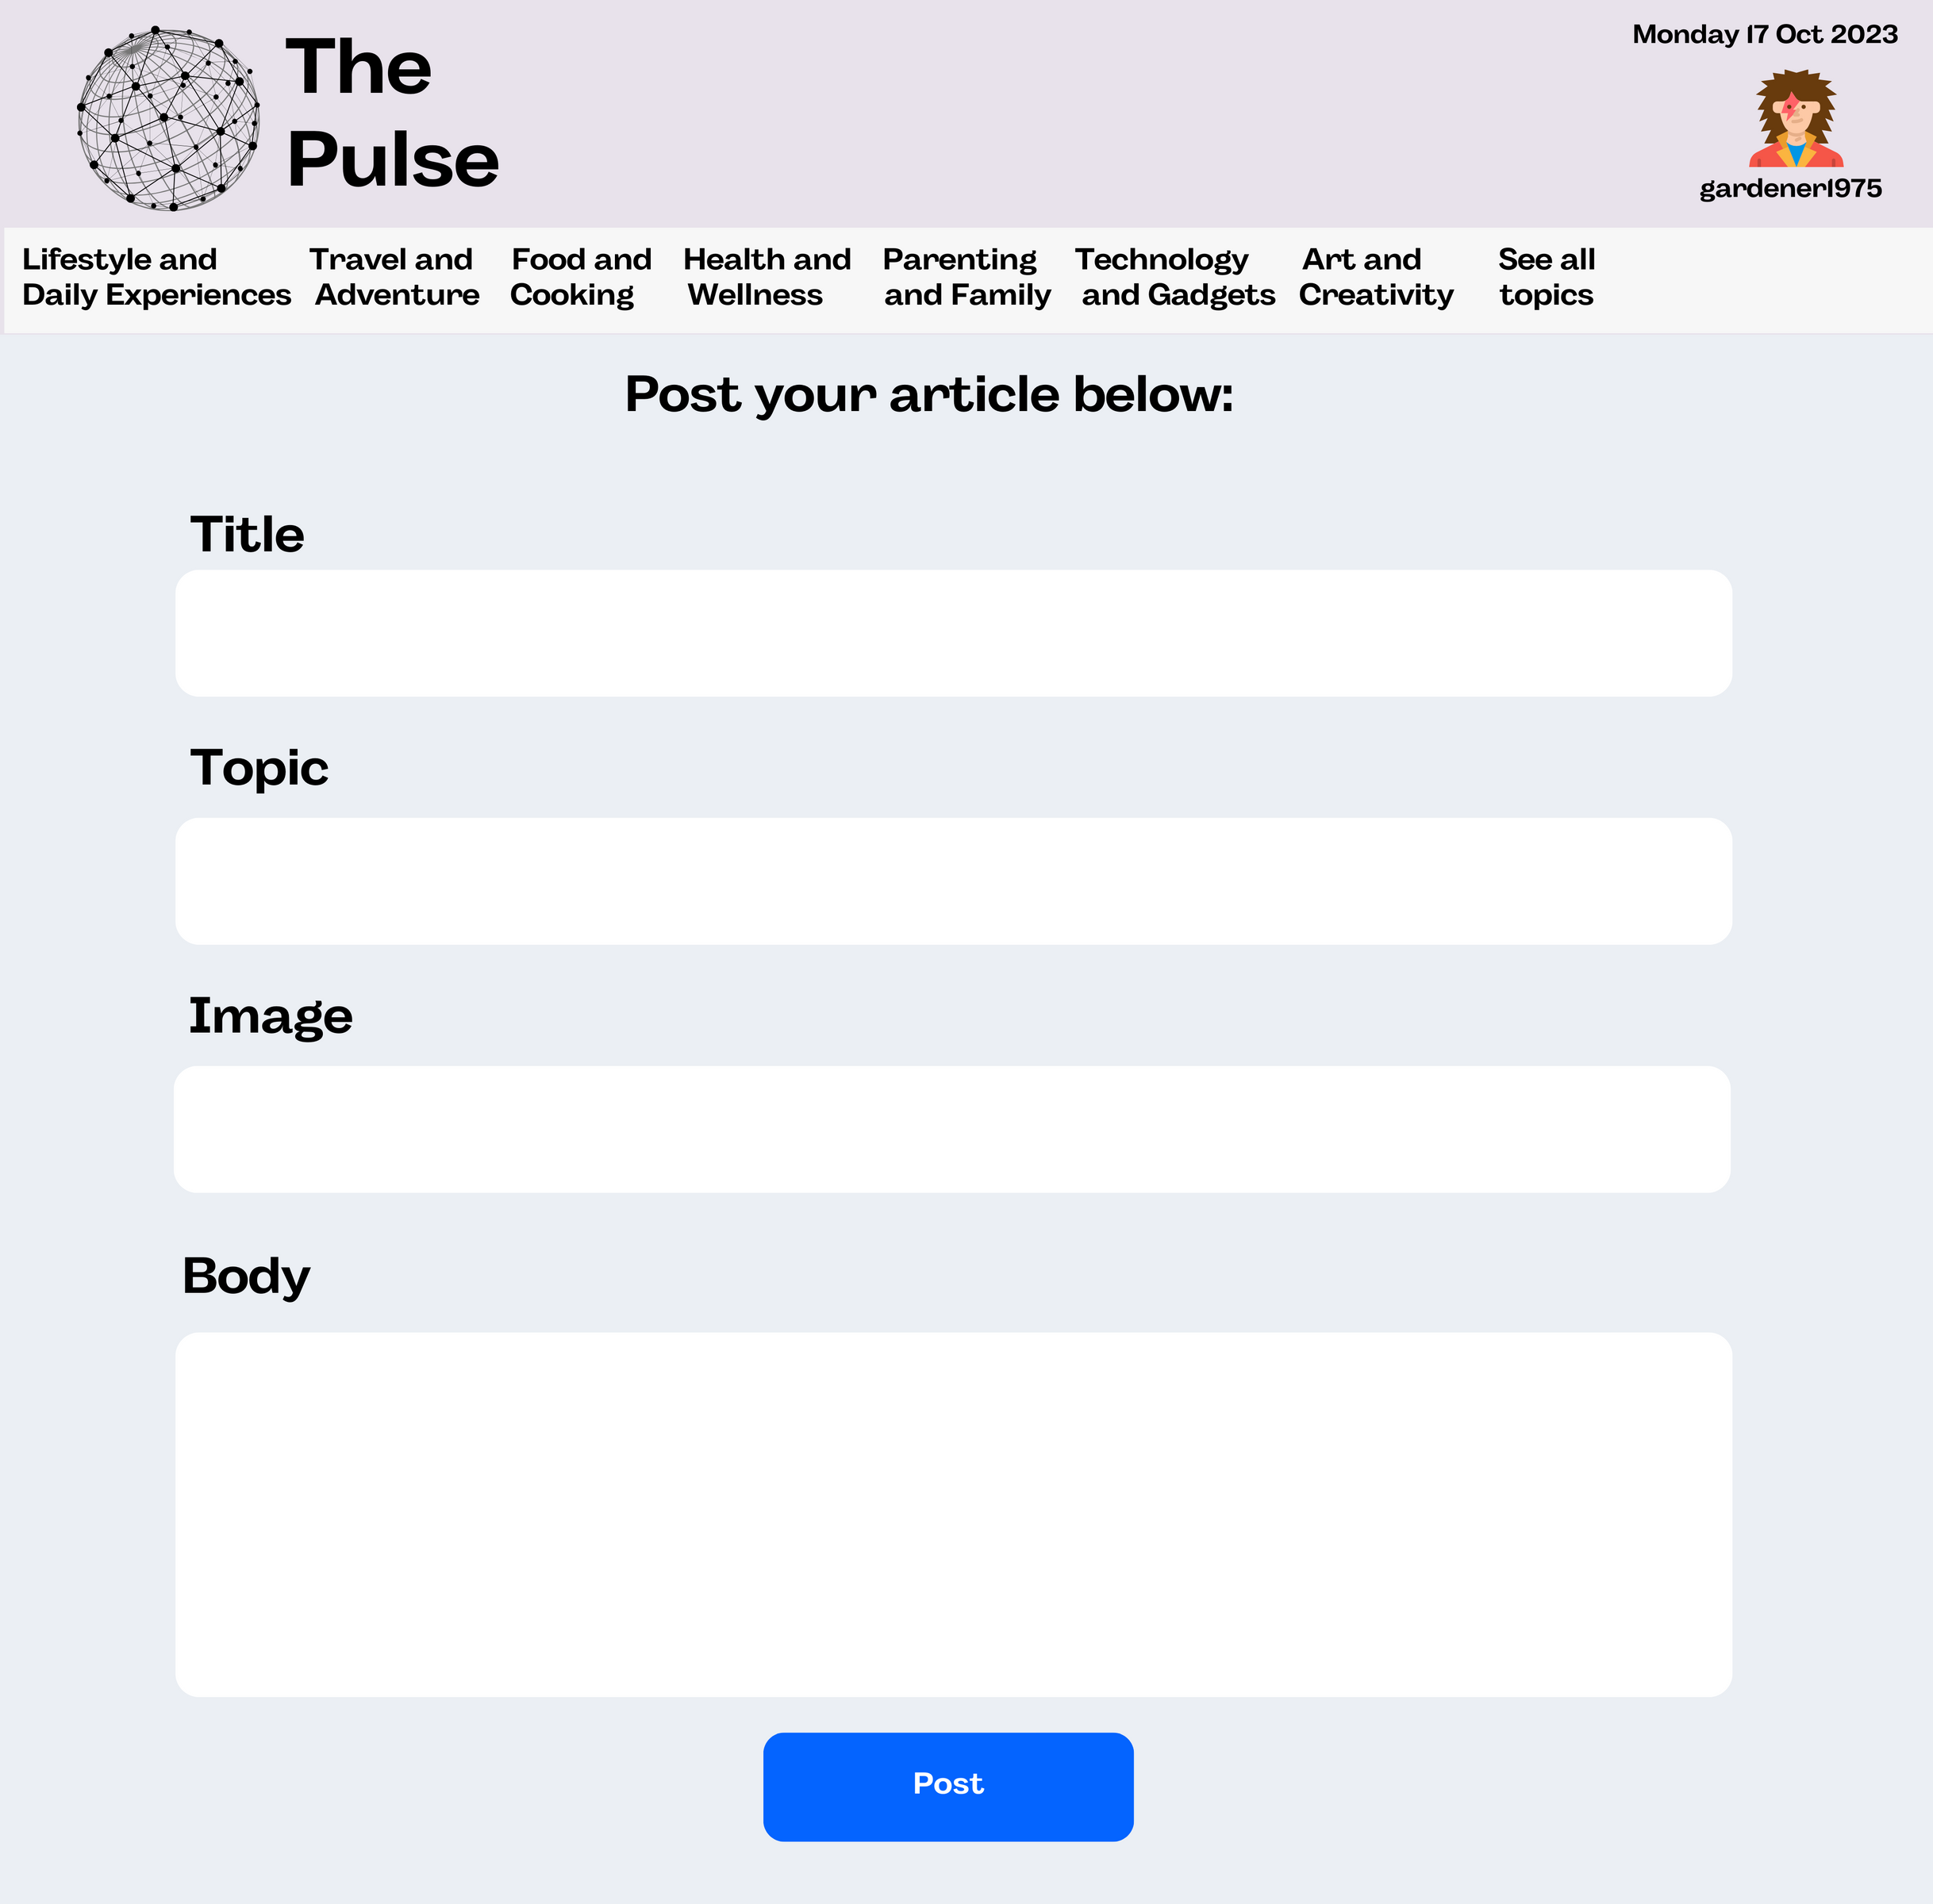 The
Pulse
Monday 17 Oct 2023
gardener1975
Lifestyle and
Daily Experiences
Travel and
Adventure
Food and
Cooking
Health and
Wellness
Parenting
and Family
Technology
and Gadgets
Art and
Creativity
See all
topics
Post your article below:
Title
Topic
Image
Body
Post